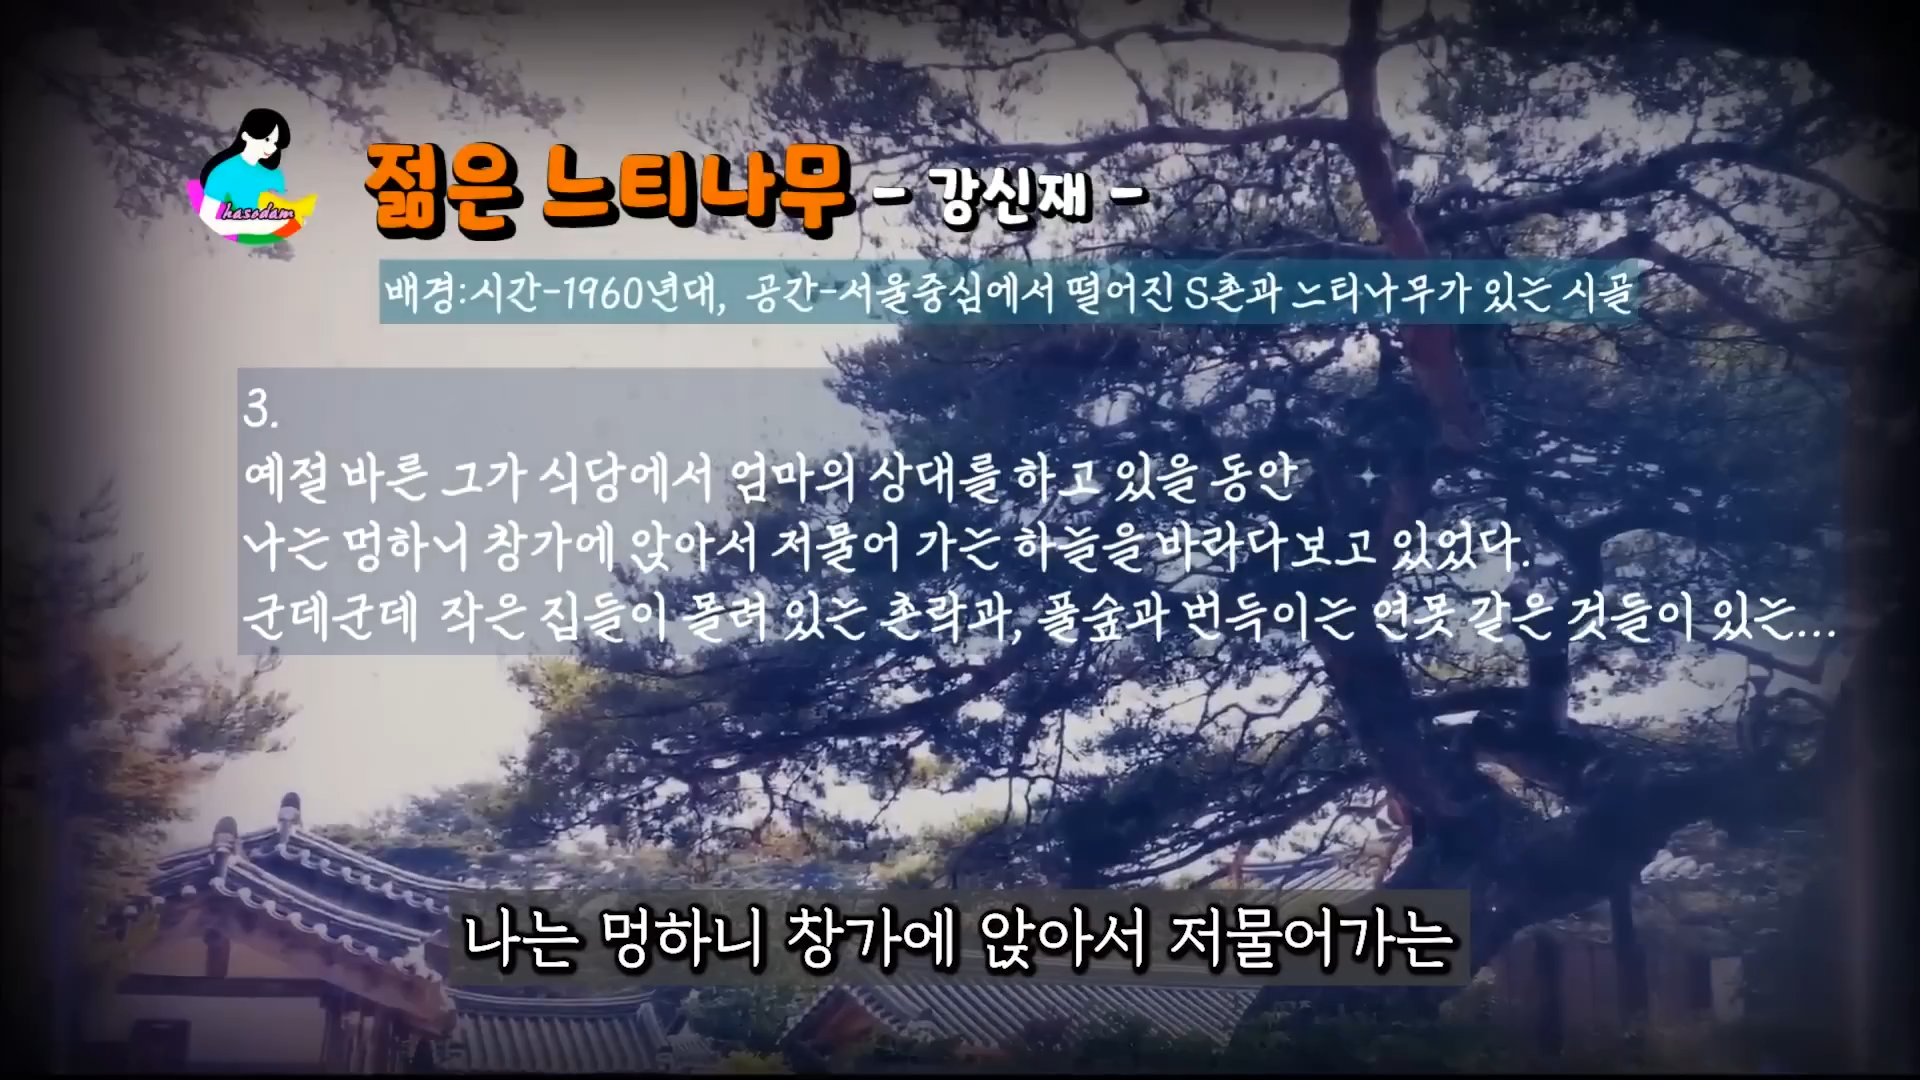 hasodam
젊은 느티나무 - 강신재 -
배경:시간-1960년대, 공간-서울중심에서 떨어진 S촌과 느티나무가 있는 시골
3.
예절 바른 그가 식당에서 엄마의 상대를 하고 있을 동안
나는 멍하니 창가에 앉아서 저물어 가는 하늘을 바라다보고 있었다.
군데군데 작은 집들이 몰려 있는 촌락과, 풀숲과 번득이는 연못 같은 것들이 있는...
나는 멍하니 창가에 앉아서 저물어가는